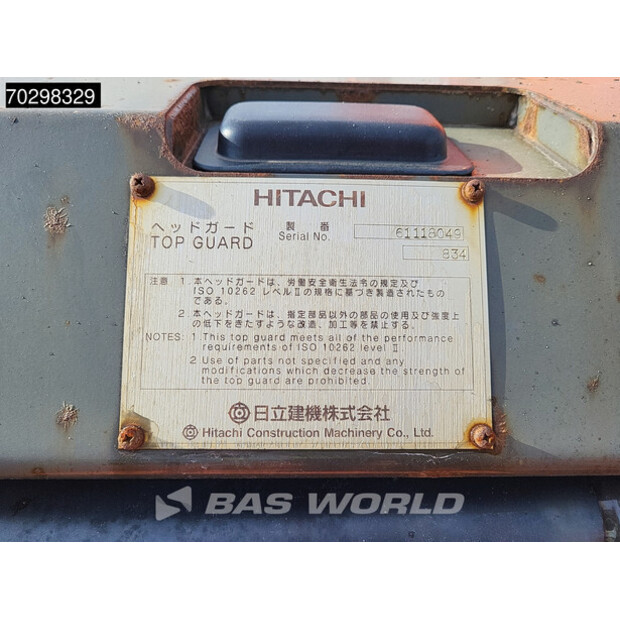 70298329
HITACHI
ヘッドガード 製番 61118049
TOP GUARD Serial No. 834
注意 1. 本ヘッドガードは、労働安全衛生法令の規定及び
ISO 10262 レベルⅡの規格に基づき製造されたもの
である。
2 本ヘッドガードは、指定部品以外の部品の使用及び強度上
の低下をきたすような改造、加工等を禁止する。
NOTES: 1 This top guard meets all of the performance
requirements of ISO 10262 level Ⅱ
2 Use of parts not specified and any
modifications which decrease the strength of
the top guard are prohibited.
日立建機株式会社
Hitachi Construction Machinery Co., Ltd.
BAS WORLD